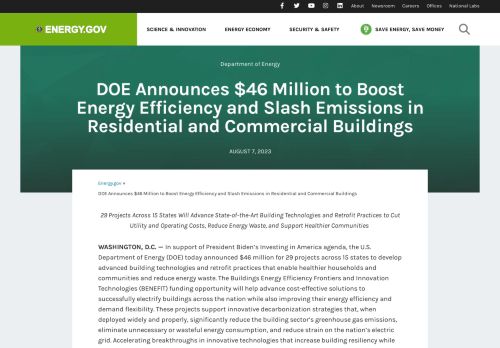 About Newsroom Careers Offices National Labs
ENERGY.GOV SCIENCE & INNOVATION ENERGY ECONOMY SECURITY & SAFETY SAVE ENERGY, SAVE MONEY
Department of Energy
DOE Announces $46 Million to Boost
Energy Efficiency and Slash Emissions in
Residential and Commercial Buildings
AUGUST 7, 2023
Energy.gov »
DOE Announces $46 Million to Boost Energy Efficiency and Slash Emissions in Residential and Commercial Buildings
29 Projects Across 15 States Will Advance State-of-the-Art Building Technologies and Retrofit Practices to Cut
Utility and Operating Costs, Reduce Energy Waste, and Support Healthier Communities
WASHINGTON, D.C. — In support of President Biden's Investing in America agenda, the U.S.
Department of Energy (DOE) today announced $46 million for 29 projects across 15 states to develop
advanced building technologies and retrofit practices that enable healthier households and
communities and reduce energy waste. The Buildings Energy Efficiency Frontiers and Innovation
Technologies (BENEFIT) funding opportunity will help advance cost-effective solutions to
successfully electrify buildings across the nation while also improving their energy efficiency and
demand flexibility. These projects support innovative decarbonization strategies that, when
deployed widely and properly, significantly reduce the building sector's greenhouse gas emissions,
eliminate unnecessary or wasteful energy consumption, and reduce strain on the nation's electric
grid. Accelerating breakthroughs in innovative technologies that increase building resiliency while